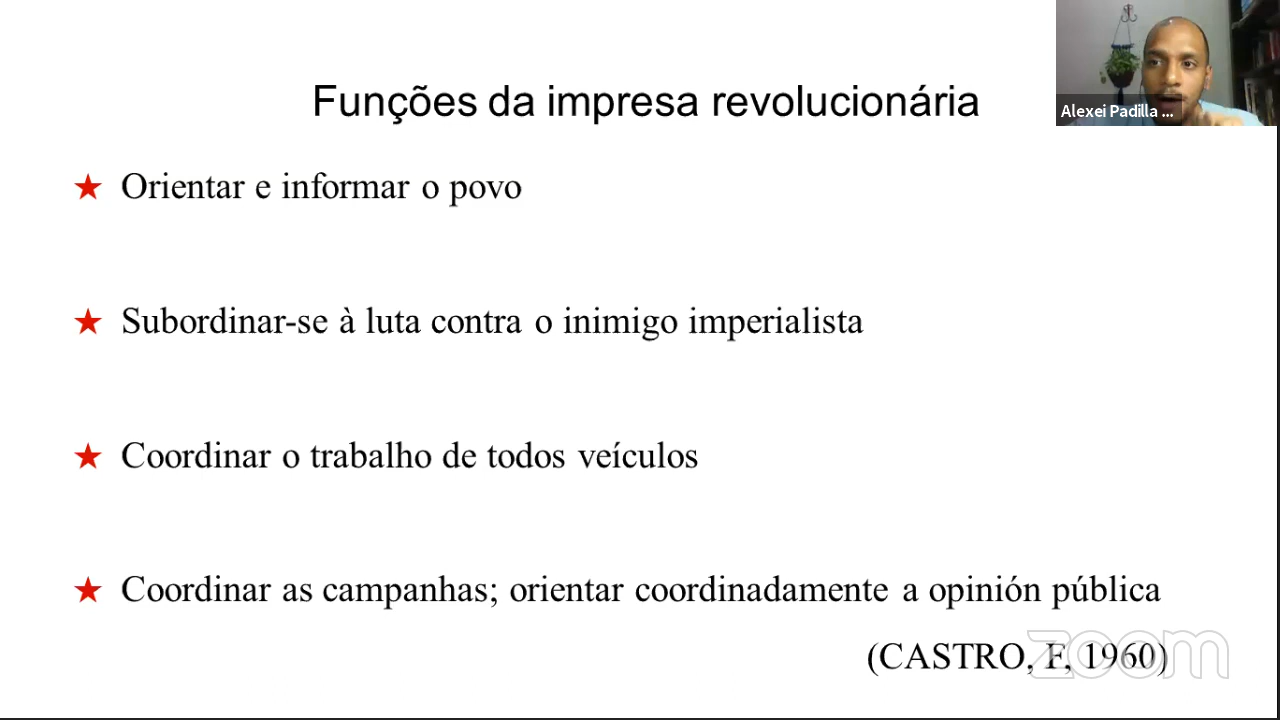 Funções da impresa revolucionária
Alexei Padilla ...
★ Orientar e informar o povo
★ Subordinar-se à luta contra o inimigo imperialista
★ Coordinar o trabalho de todos veículos
★ Coordinar as campanhas; orientar coordinadamente a opinión pública
(CASTRO, F, 1960)
zoom